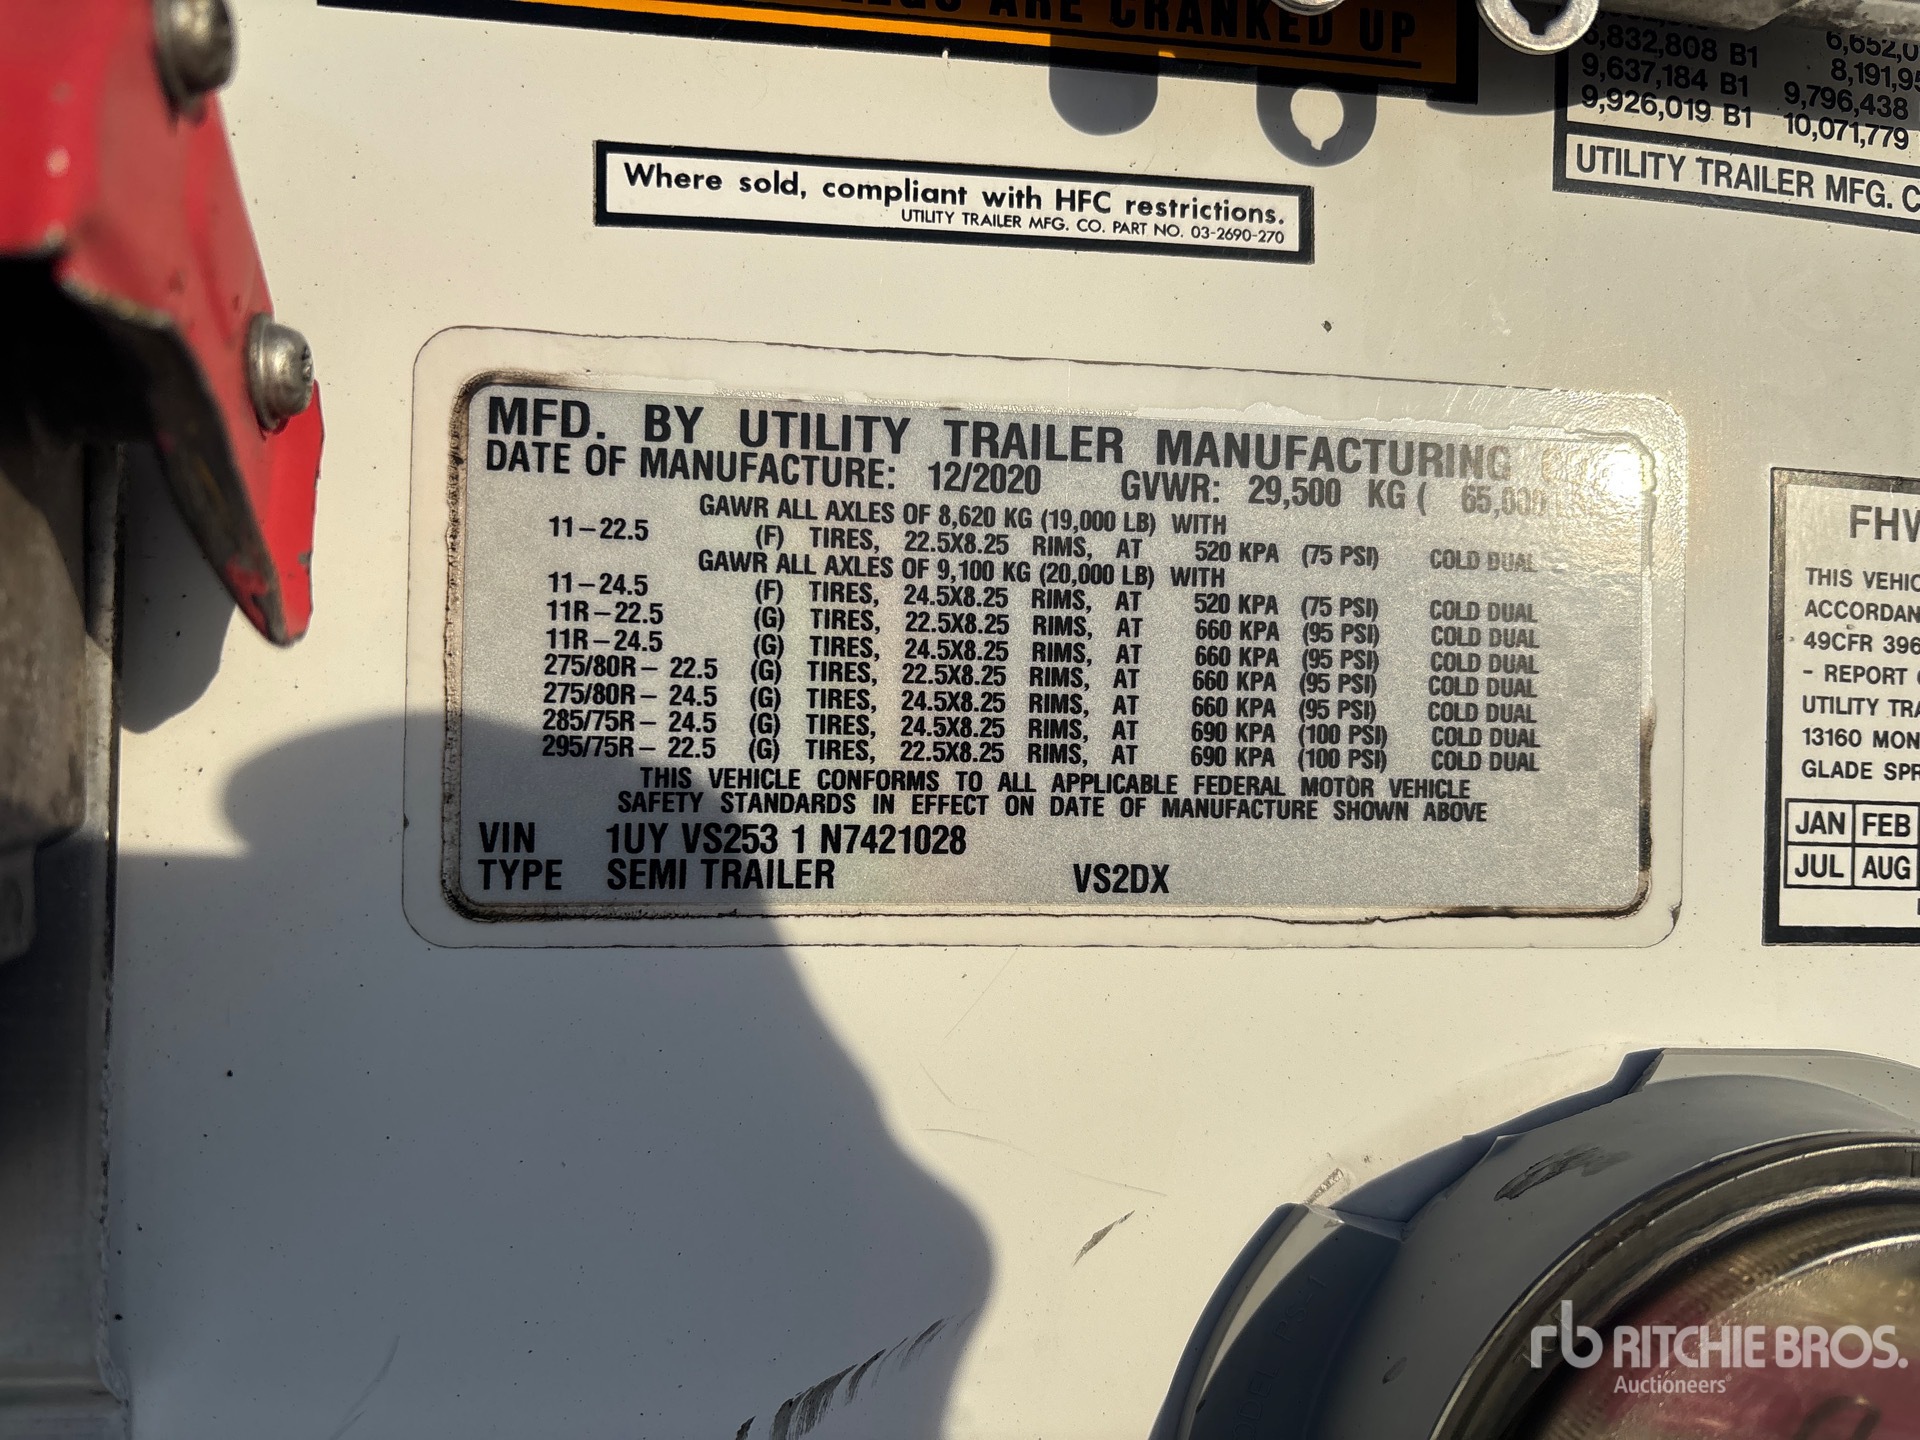 LEGS ARE CRANKED UP
6,832,808 B1
9,637,184 B1 9,796,438
9,926,019 B1 10,071,779
UTILITY TRAILER MFG.
Where sold, compliant with HFC restrictions.
UTILITY TRAILER MFG. CO. PART NO. 03-2690-270
MFD. BY UTILITY TRAILER MANUFACTURING
DATE OF MANUFACTURE: 12/2020 GVWR: 29,500 KG ( 65,000
GAWR ALL AXLES OF 8,620 KG (19,000 LB) WITH
11-22.5 (F) TIRES, 22.5X8.25 RIMS, AT 520 KPA (75 PSI) COLD DUAL
GAWR ALL AXLES OF 9,100 KG (20,000 LB) WITH
11-24.5 (F) TIRES, 24.5X8.25 RIMS, AT 520 KPA (75 PSI) COLD DUAL
11R-22.5 (G) TIRES, 22.5X8.25 RIMS, AT 660 KPA (95 PSI) COLD DUAL
11R-24.5 (G) TIRES, 24.5X8.25 RIMS, AT 660 KPA (95 PSI) COLD DUAL
275/80R-22.5 (G) TIRES, 22.5X8.25 RIMS, AT 660 KPA (95 PSI) COLD DUAL
275/80R-24.5 (G) TIRES, 24.5X8.25 RIMS, AT 660 KPA (95 PSI) COLD DUAL
285/75R-24.5 (G) TIRES, 24.5X8.25 RIMS, AT 690 KPA (100 PSI) COLD DUAL
295/75R-22.5 (G) TIRES, 22.5X8.25 RIMS, AT 690 KPA (100 PSI) COLD DUAL
THIS VEHICLE CONFORMS TO ALL APPLICABLE FEDERAL MOTOR VEHICLE
SAFETY STANDARDS IN EFFECT ON DATE OF MANUFACTURE SHOWN ABOVE
VIN 1UY VS253 1 N7421028
TYPE SEMI TRAILER VS2DX
FHW
THIS VEHIC
ACCORDAN
49CFR 396
- REPORT
UTILITY TRA
13160 MON
GLADE SPR
JAN FEB
JUL AUG
rb RITCHIE BROS.
Auctioneers